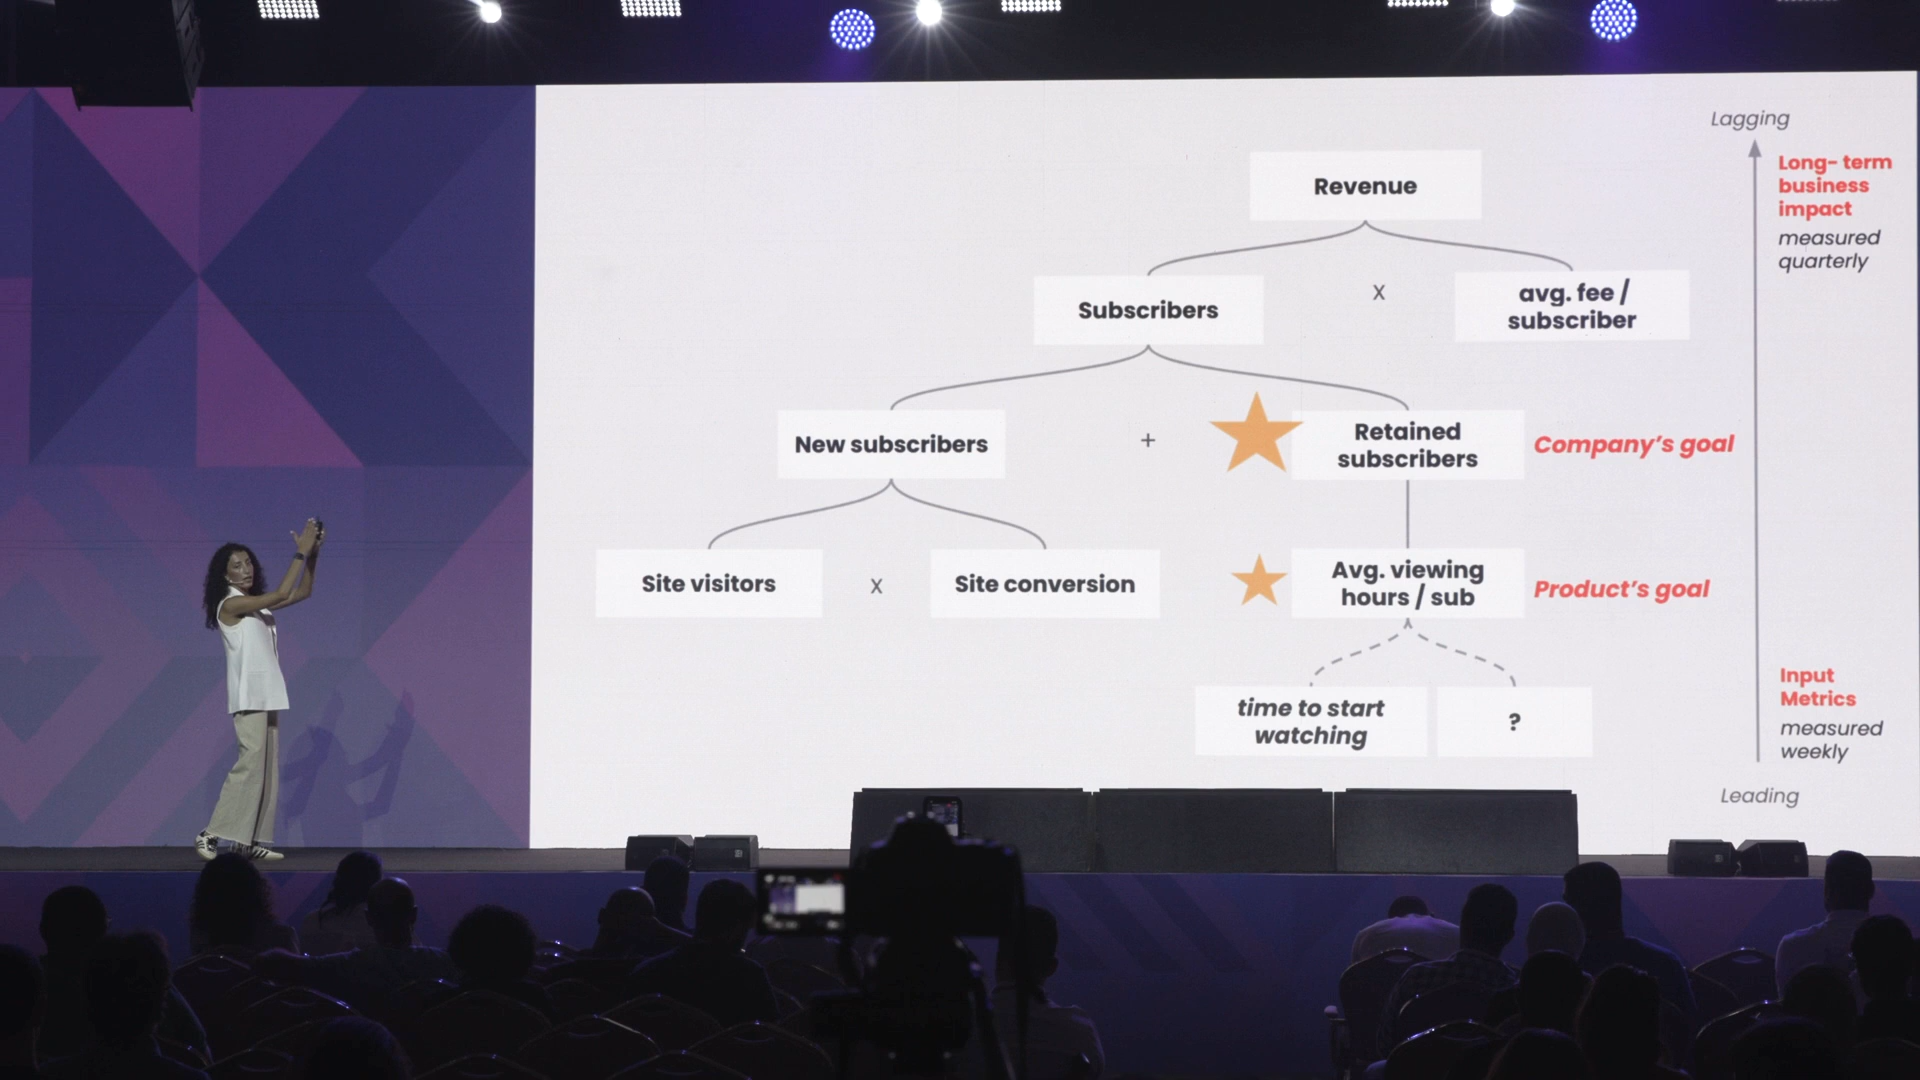 Lagging
Long- term
business
impact
measured
quarterly
Revenue
Subscribers
x
avg. fee /
subscriber
New subscribers
+
Retained
subscribers
Company's goal
Site visitors
x
Site conversion
Avg. viewing
hours / sub
Product's goal
time to start
watching
?
Input
Metrics
measured
weekly
Leading